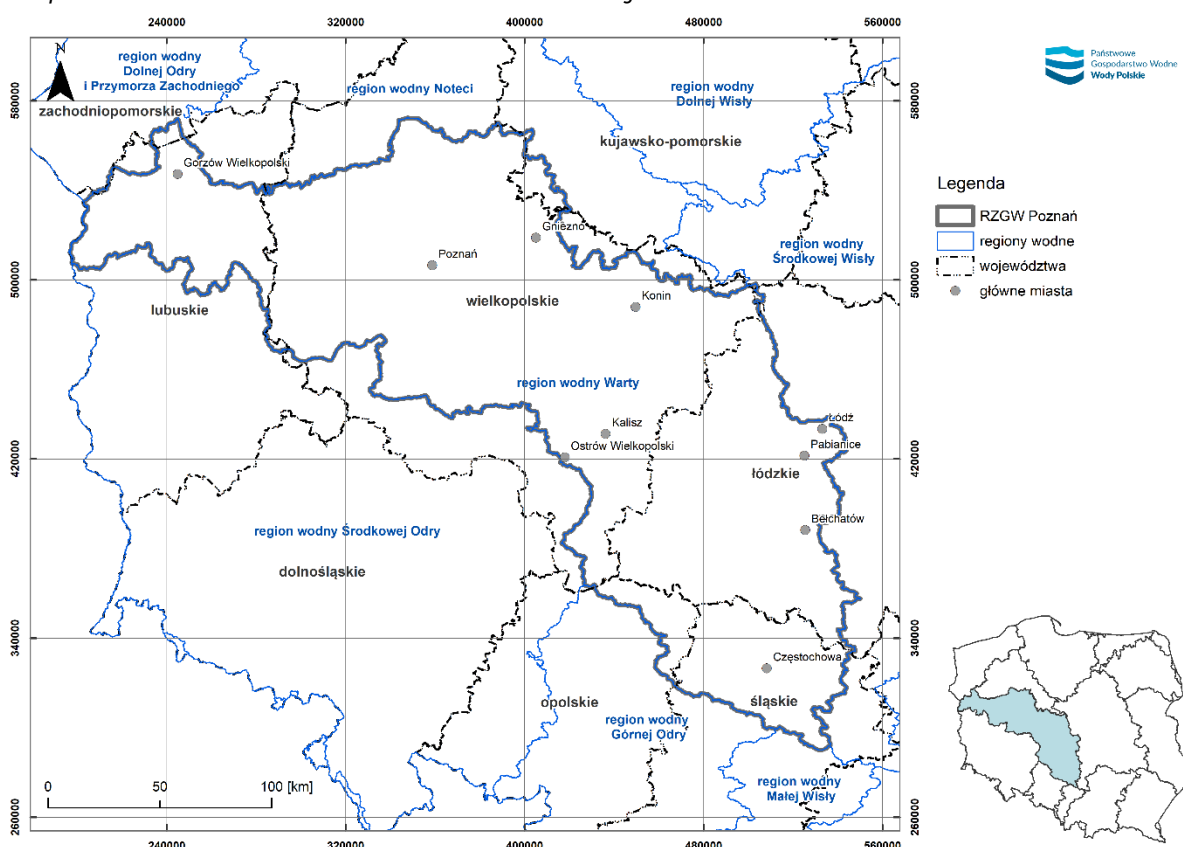 240000
320000
400000
480000
560000
region wodny
Dolnej Odry
i Przymorza Zachodniego
region wodny Noteci
region wodny
Dolnej Wisły
N
zachodniopomorskie
kujawsko-pomorskie
Gorzów Wielkopolski
Gniezno
Poznań
region wodny
Środkowej Wisły
Konin
wielkopolskie
lubuskie
region wodny Warty
Kalisz
Ostrów Wielkopolski
Łódź
Pabianice
łódzkie
Bełchatów
region wodny Środkowej Odry
dolnośląskie
Częstochowa
śląskie
opolskie
region wodny
Górnej Odry
region wodny
Małej Wisły
0
50
100 [km]
580000
500000
420000
340000
260000
580000
500000
420000
340000
260000
240000
320000
400000
480000
560000
Państwowe
Gospodarstwo Wodne
Wody Polskie
Legenda
RZGW Poznań
regiony wodne
województwa
główne miasta